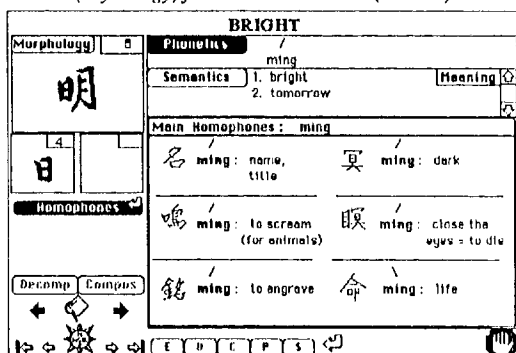 BRIGHT
Morphology 8
明
4
日
Homophones
Decomp Compus
Phonetics /
ming
Semantics 1. bright Meaning
2. tomorrow
Main Homophones: ming
名 ming: name, title
冥 ming: dark
鳴 ming: to scream (for animals)
瞑 ming: close the eyes = to die
銘 ming: to engrave
命 ming: life
E D C P S